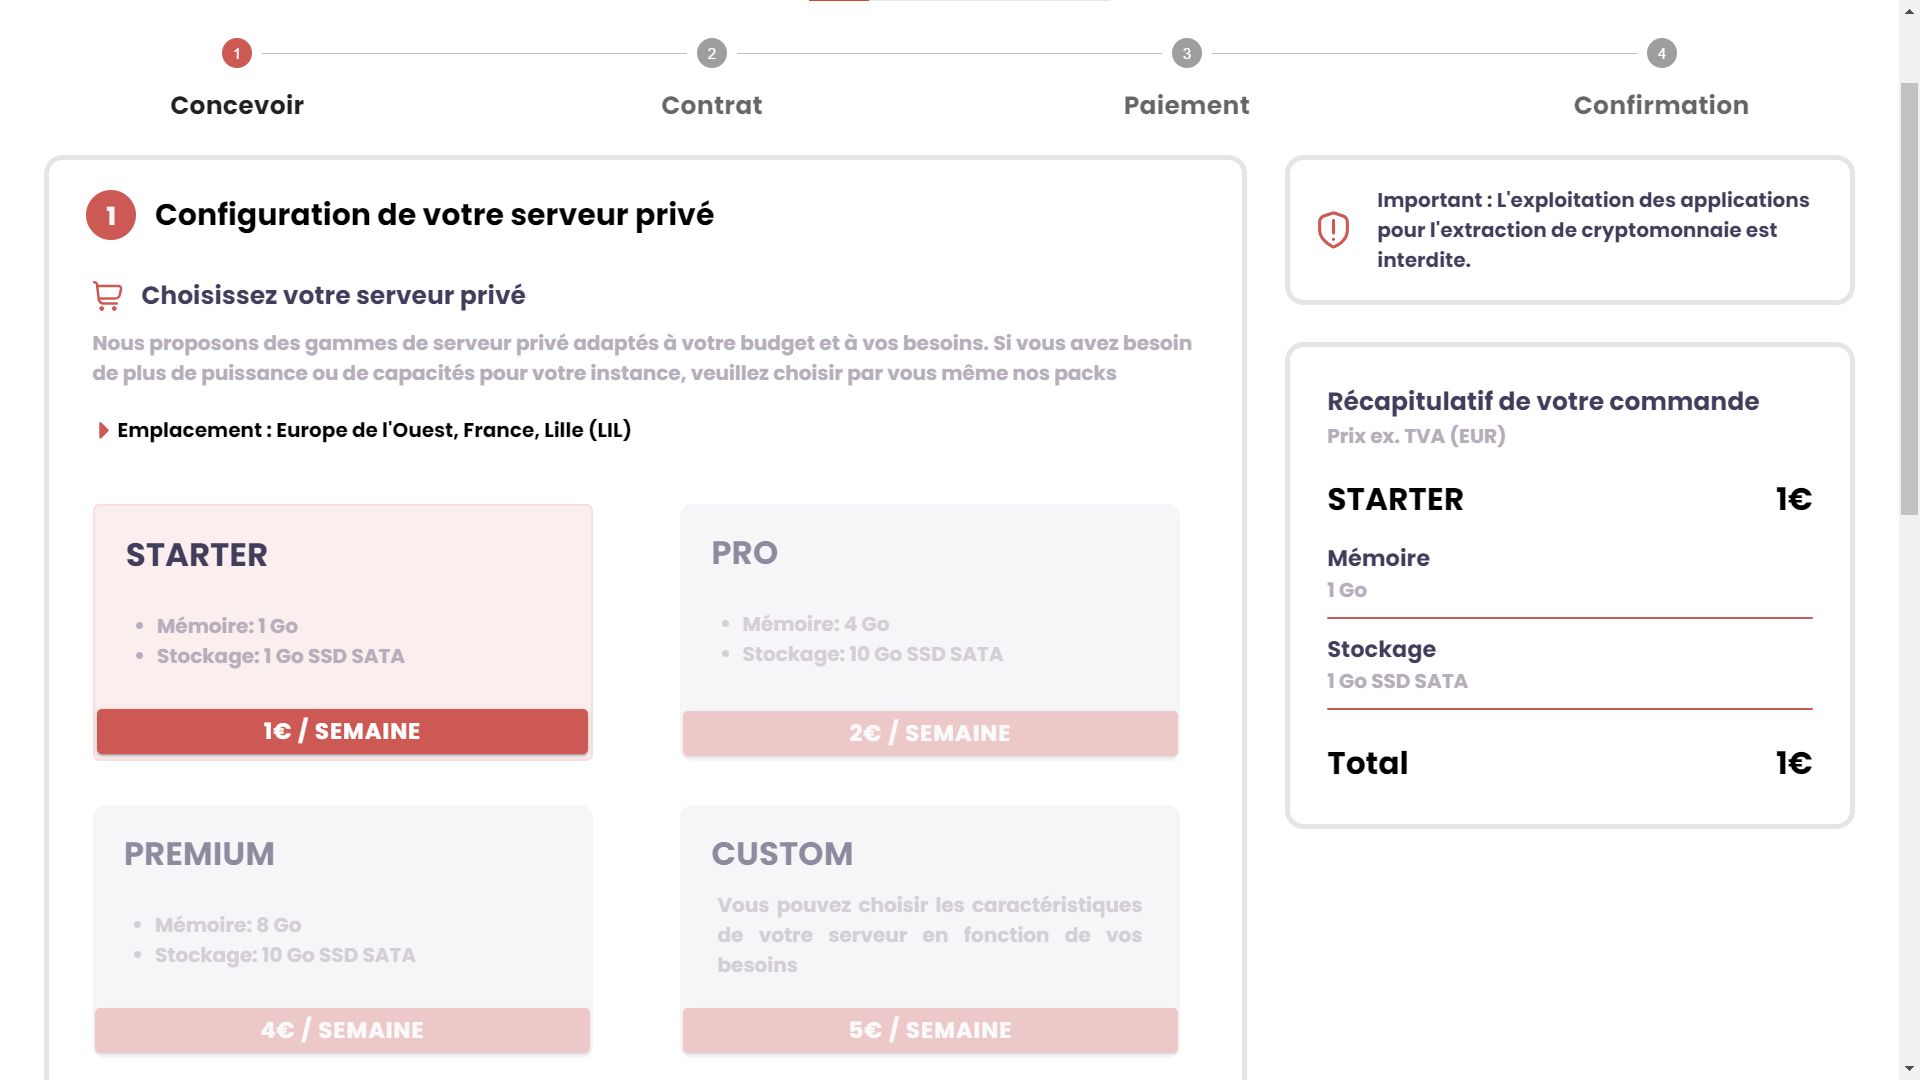 1
2
3
4
Concevoir
Contrat
Paiement
Confirmation
1
Configuration de votre serveur privé
Choisissez votre serveur privé
Nous proposons des gammes de serveur privé adaptés à votre budget et à vos besoins. Si vous avez besoin
de plus de puissance ou de capacités pour votre instance, veuillez choisir par vous même nos packs
Emplacement : Europe de l'Ouest, France, Lille (LIL)
STARTER
• Mémoire: 1 Go
• Stockage: 1 Go SSD SATA
1€ / SEMAINE
PRO
• Mémoire: 4 Go
• Stockage: 10 Go SSD SATA
2€ / SEMAINE
PREMIUM
• Mémoire: 8 Go
• Stockage: 10 Go SSD SATA
4€ / SEMAINE
CUSTOM
Vous pouvez choisir les caractéristiques
de votre serveur en fonction de vos
besoins
5€ / SEMAINE
Important : L'exploitation des applications
pour l'extraction de cryptomonnaie est
interdite.
Récapitulatif de votre commande
Prix ex. TVA (EUR)
STARTER 1€
Mémoire
1 Go
Stockage
1 Go SSD SATA
Total 1€